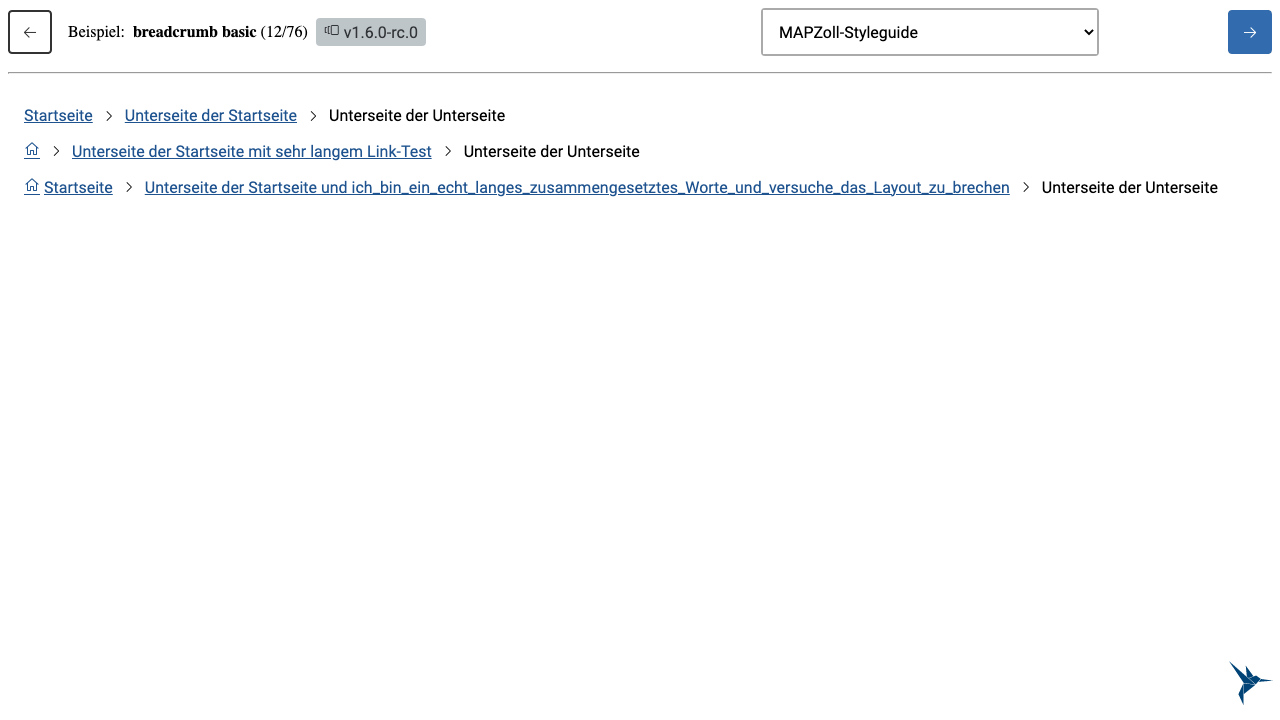 Beispiel: breadcrumb basic (12/76) v1.6.0-rc.0 MAPZoll-Styleguide
Startseite Unterseite der Startseite Unterseite der Unterseite
Unterseite der Startseite mit sehr langem Link-Test Unterseite der Unterseite
Startseite Unterseite der Startseite und ich_bin_ein_echt_langes_zusammengesetztes_Worte_und_versuche_das_Layout_zu_brechen Unterseite der Unterseite